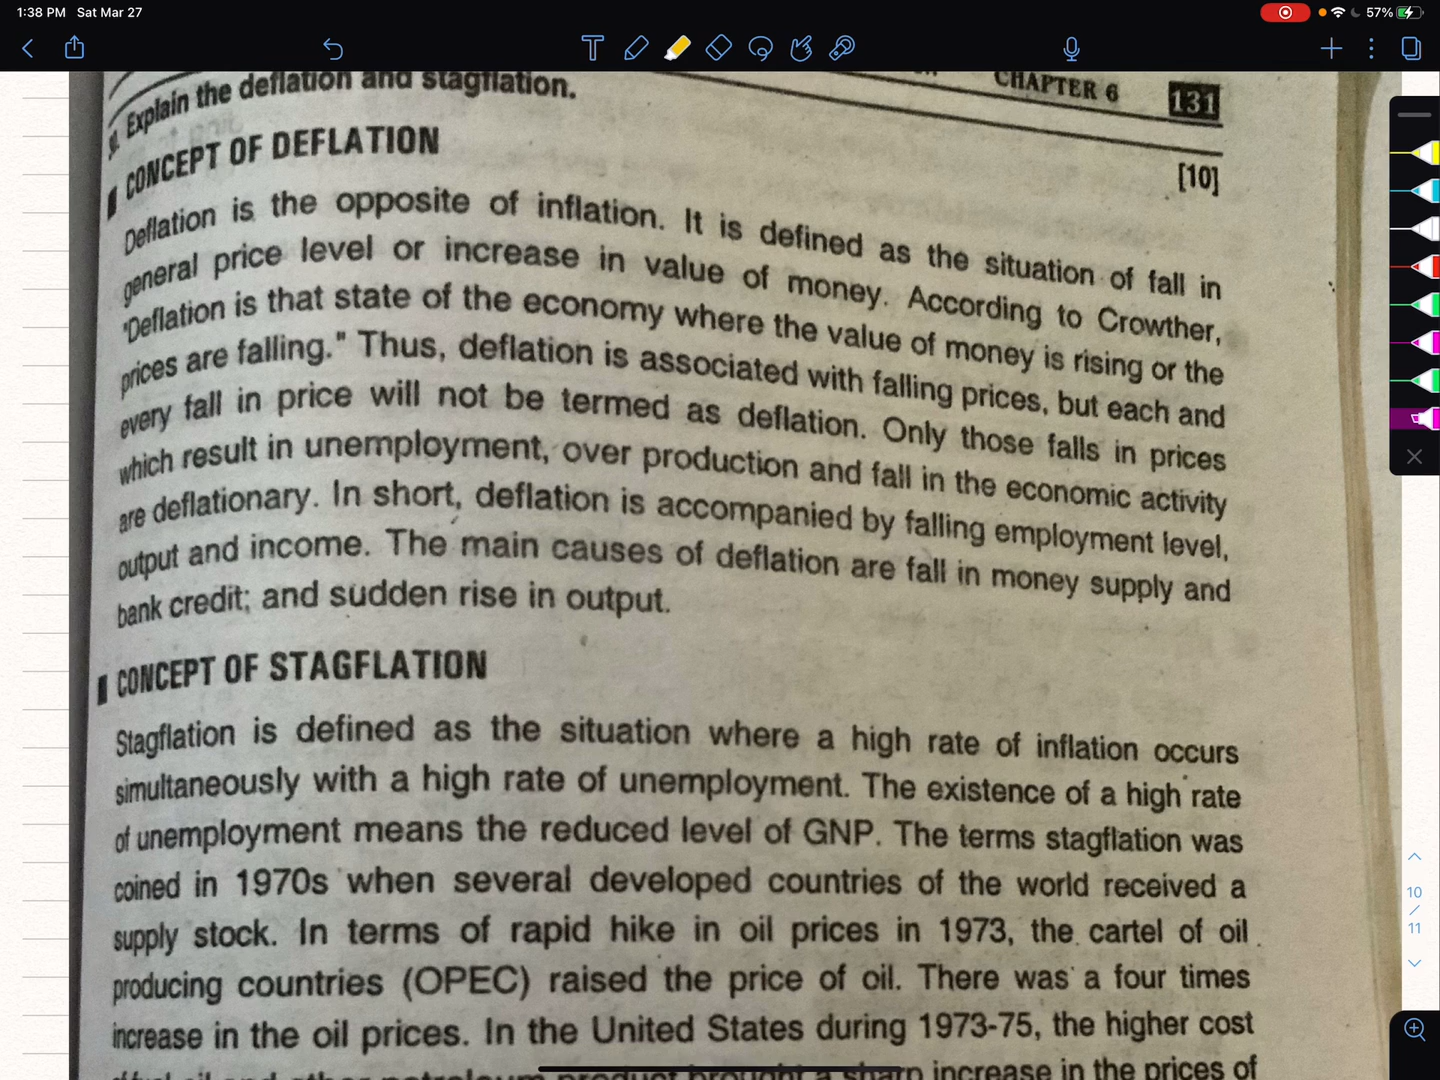 1:38 PM Sat Mar 27
57%
CHAPTER 6 131
Explain the deflation and stagflation.
[10]
CONCEPT OF DEFLATION
Deflation is the opposite of inflation. It is defined as the situation of fall in
general price level or increase in value of money. According to Crowther,
"Deflation is that state of the economy where the value of money is rising or the
prices are falling." Thus, deflation is associated with falling prices, but each and
every fall in price will not be termed as deflation. Only those falls in prices
which result in unemployment, over production and fall in the economic activity
are deflationary. In short, deflation is accompanied by falling employment level,
output and income. The main causes of deflation are fall in money supply and
bank credit; and sudden rise in output.
CONCEPT OF STAGFLATION
Stagflation is defined as the situation where a high rate of inflation occurs
simultaneously with a high rate of unemployment. The existence of a high rate
of unemployment means the reduced level of GNP. The terms stagflation was
coined in 1970s when several developed countries of the world received a
supply stock. In terms of rapid hike in oil prices in 1973, the cartel of oil
producing countries (OPEC) raised the price of oil. There was a four times
increase in the oil prices. In the United States during 1973-75, the higher cost
product brought a sharp increase in the prices of
10
/
11